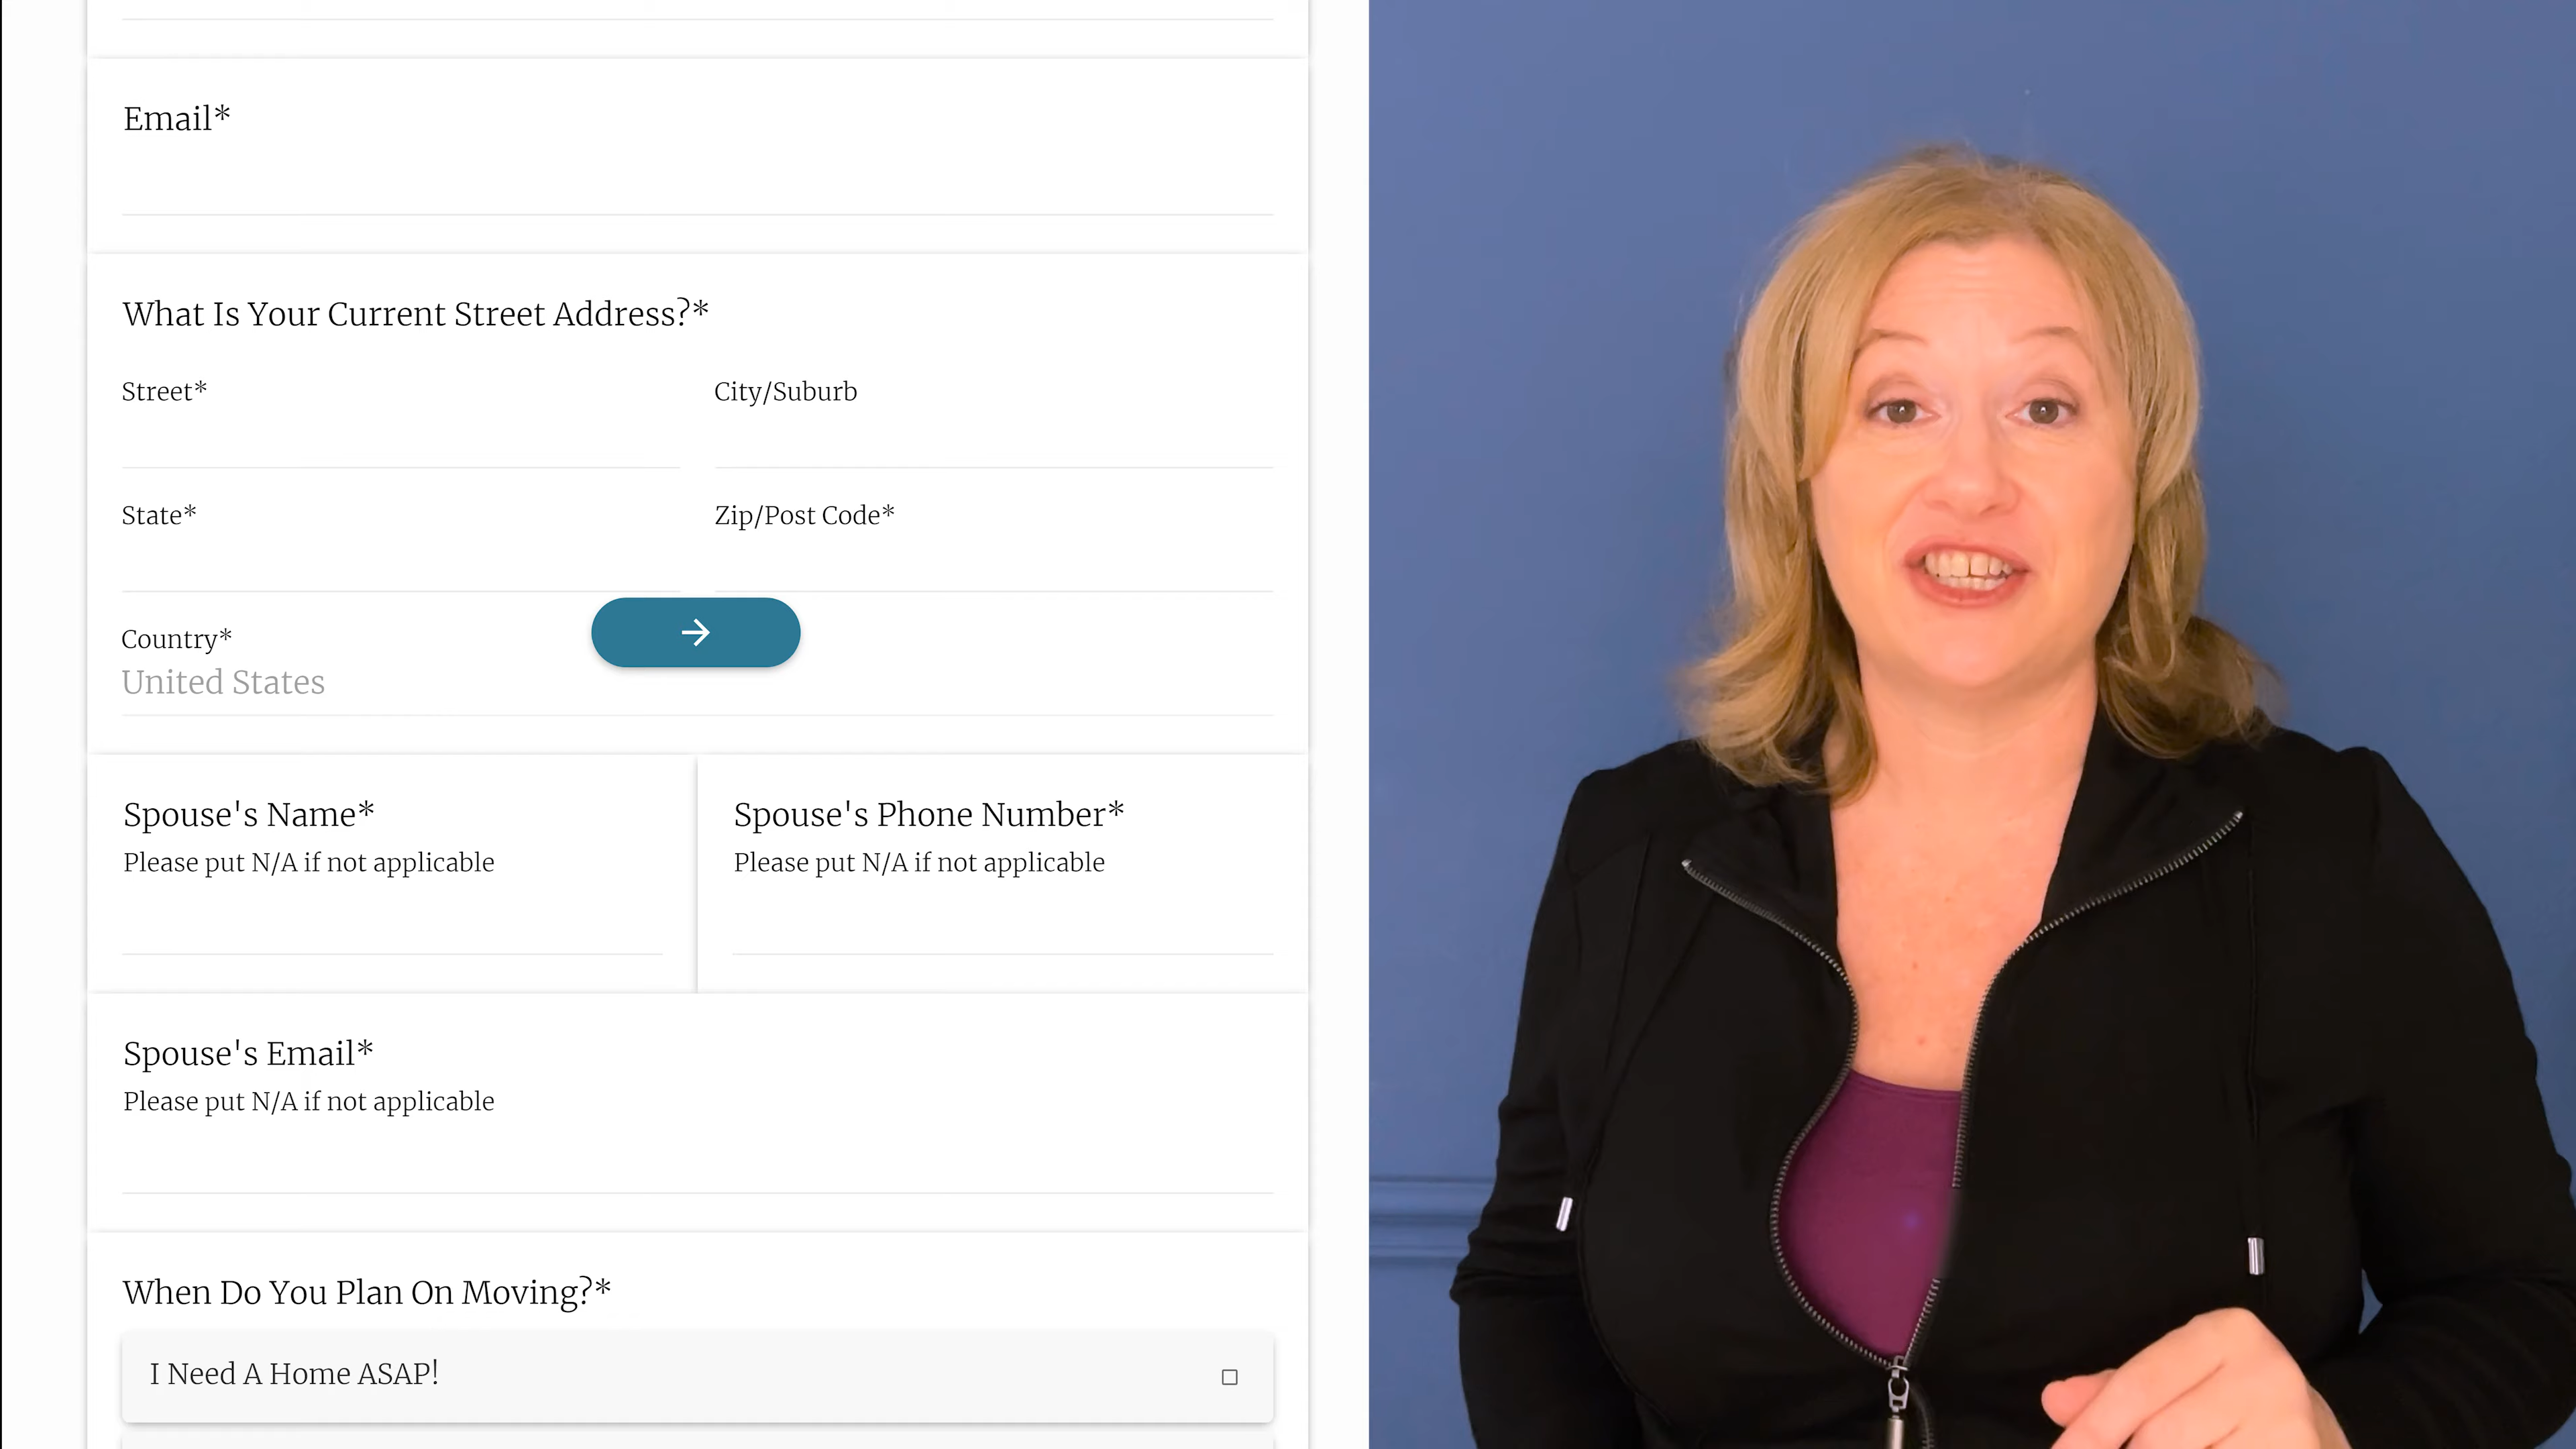 Email*
What Is Your Current Street Address?*
Street*
City/Suburb
State*
Zip/Post Code*
Country*
United States
Spouse's Name*
Please put N/A if not applicable
Spouse's Phone Number*
Please put N/A if not applicable
Spouse's Email*
Please put N/A if not applicable
When Do You Plan On Moving?*
I Need A Home ASAP!